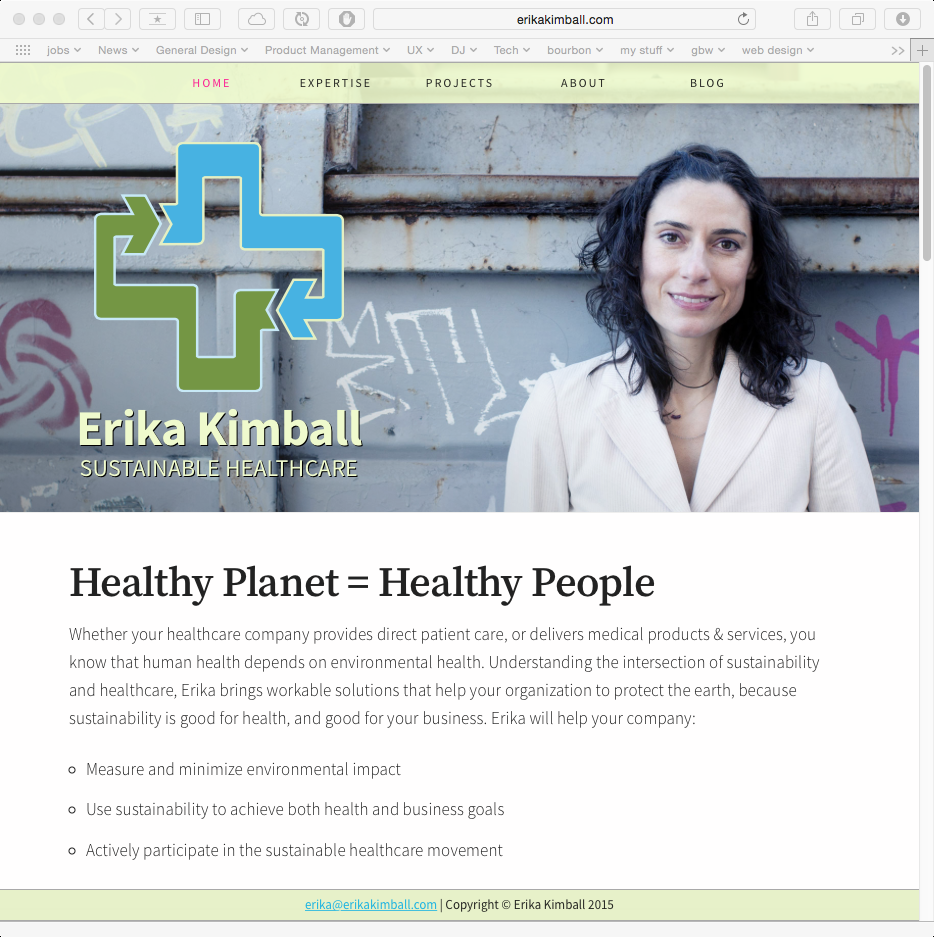 erikakimball.com
jobs News General Design Product Management UX DJ Tech bourbon my stuff gbw web design >>
HOME EXPERTISE PROJECTS ABOUT BLOG
Erika Kimball
SUSTAINABLE HEALTHCARE
Healthy Planet = Healthy People
Whether your healthcare company provides direct patient care, or delivers medical products & services, you
know that human health depends on environmental health. Understanding the intersection of sustainability
and healthcare, Erika brings workable solutions that help your organization to protect the earth, because
sustainability is good for health, and good for your business. Erika will help your company:
Measure and minimize environmental impact
Use sustainability to achieve both health and business goals
Actively participate in the sustainable healthcare movement
erika@erikakimball.com | Copyright © Erika Kimball 2015